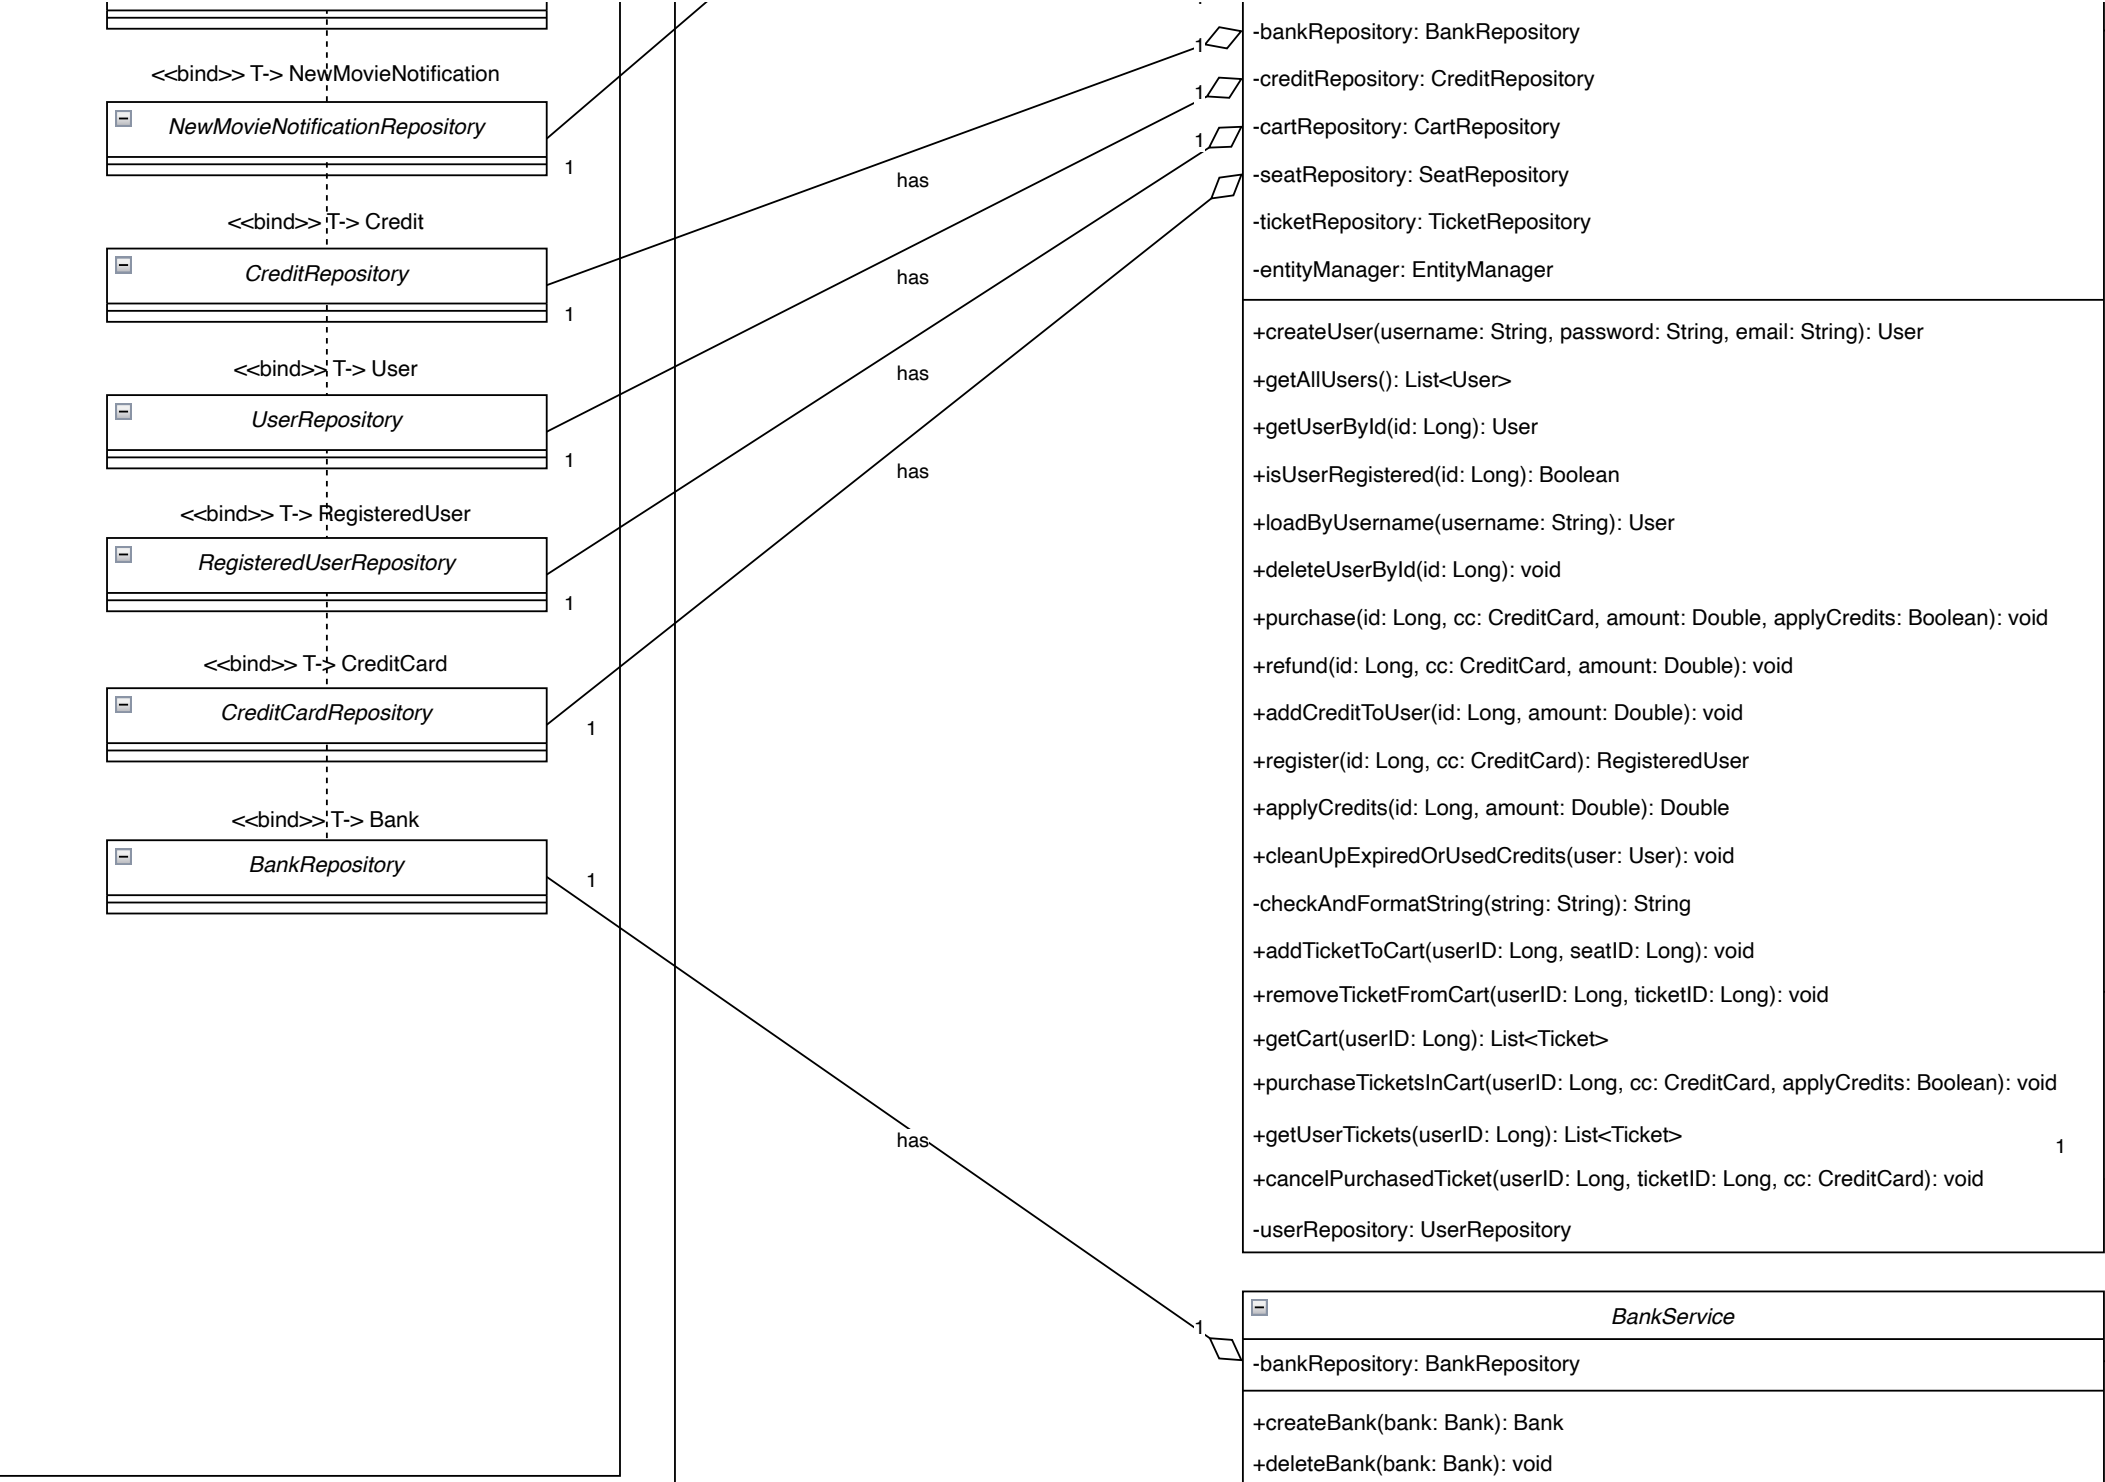 <<bind>> T-> NewMovieNotification
NewMovieNotificationRepository
1
<<bind>> T-> Credit
CreditRepository
1
<<bind>> T-> User
UserRepository
1
<<bind>> T-> RegisteredUser
RegisteredUserRepository
1
<<bind>> T-> CreditCard
CreditCardRepository
1
<<bind>> T-> Bank
BankRepository
1
1
has
1
has
1
has
has
has
1
-bankRepository: BankRepository
-creditRepository: CreditRepository
-cartRepository: CartRepository
-seatRepository: SeatRepository
-ticketRepository: TicketRepository
-entityManager: EntityManager
+createUser(username: String, password: String, email: String): User
+getAllUsers(): List<User>
+getUserById(id: Long): User
+isUserRegistered(id: Long): Boolean
+loadByUsername(username: String): User
+deleteUserById(id: Long): void
+purchase(id: Long, cc: CreditCard, amount: Double, applyCredits: Boolean): void
+refund(id: Long, cc: CreditCard, amount: Double): void
+addCreditToUser(id: Long, amount: Double): void
+register(id: Long, cc: CreditCard): RegisteredUser
+applyCredits(id: Long, amount: Double): Double
+cleanUpExpiredOrUsedCredits(user: User): void
-checkAndFormatString(string: String): String
+addTicketToCart(userID: Long, seatID: Long): void
+removeTicketFromCart(userID: Long, ticketID: Long): void
+getCart(userID: Long): List<Ticket>
+purchaseTicketsInCart(userID: Long, cc: CreditCard, applyCredits: Boolean): void
+getUserTickets(userID: Long): List<Ticket>
1
+cancelPurchasedTicket(userID: Long, ticketID: Long, cc: CreditCard): void
-userRepository: UserRepository
BankService
-bankRepository: BankRepository
+createBank(bank: Bank): Bank
+deleteBank(bank: Bank): void